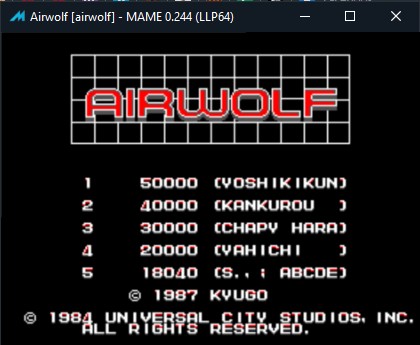 Airwolf [airwolf] - MAME 0.244 (LLP64)
AIRWOLF
1 50000 (YOSHIKIKUN)
2 40000 (KANKUROU )
3 30000 (CHAPY HARA)
4 20000 (YAHICHI )
5 18040 (S.,; ABCDE)
© 1987 KYUGO
© 1984 UNIVERSAL CITY STUDIOS, INC.
ALL RIGHTS RESERVED.